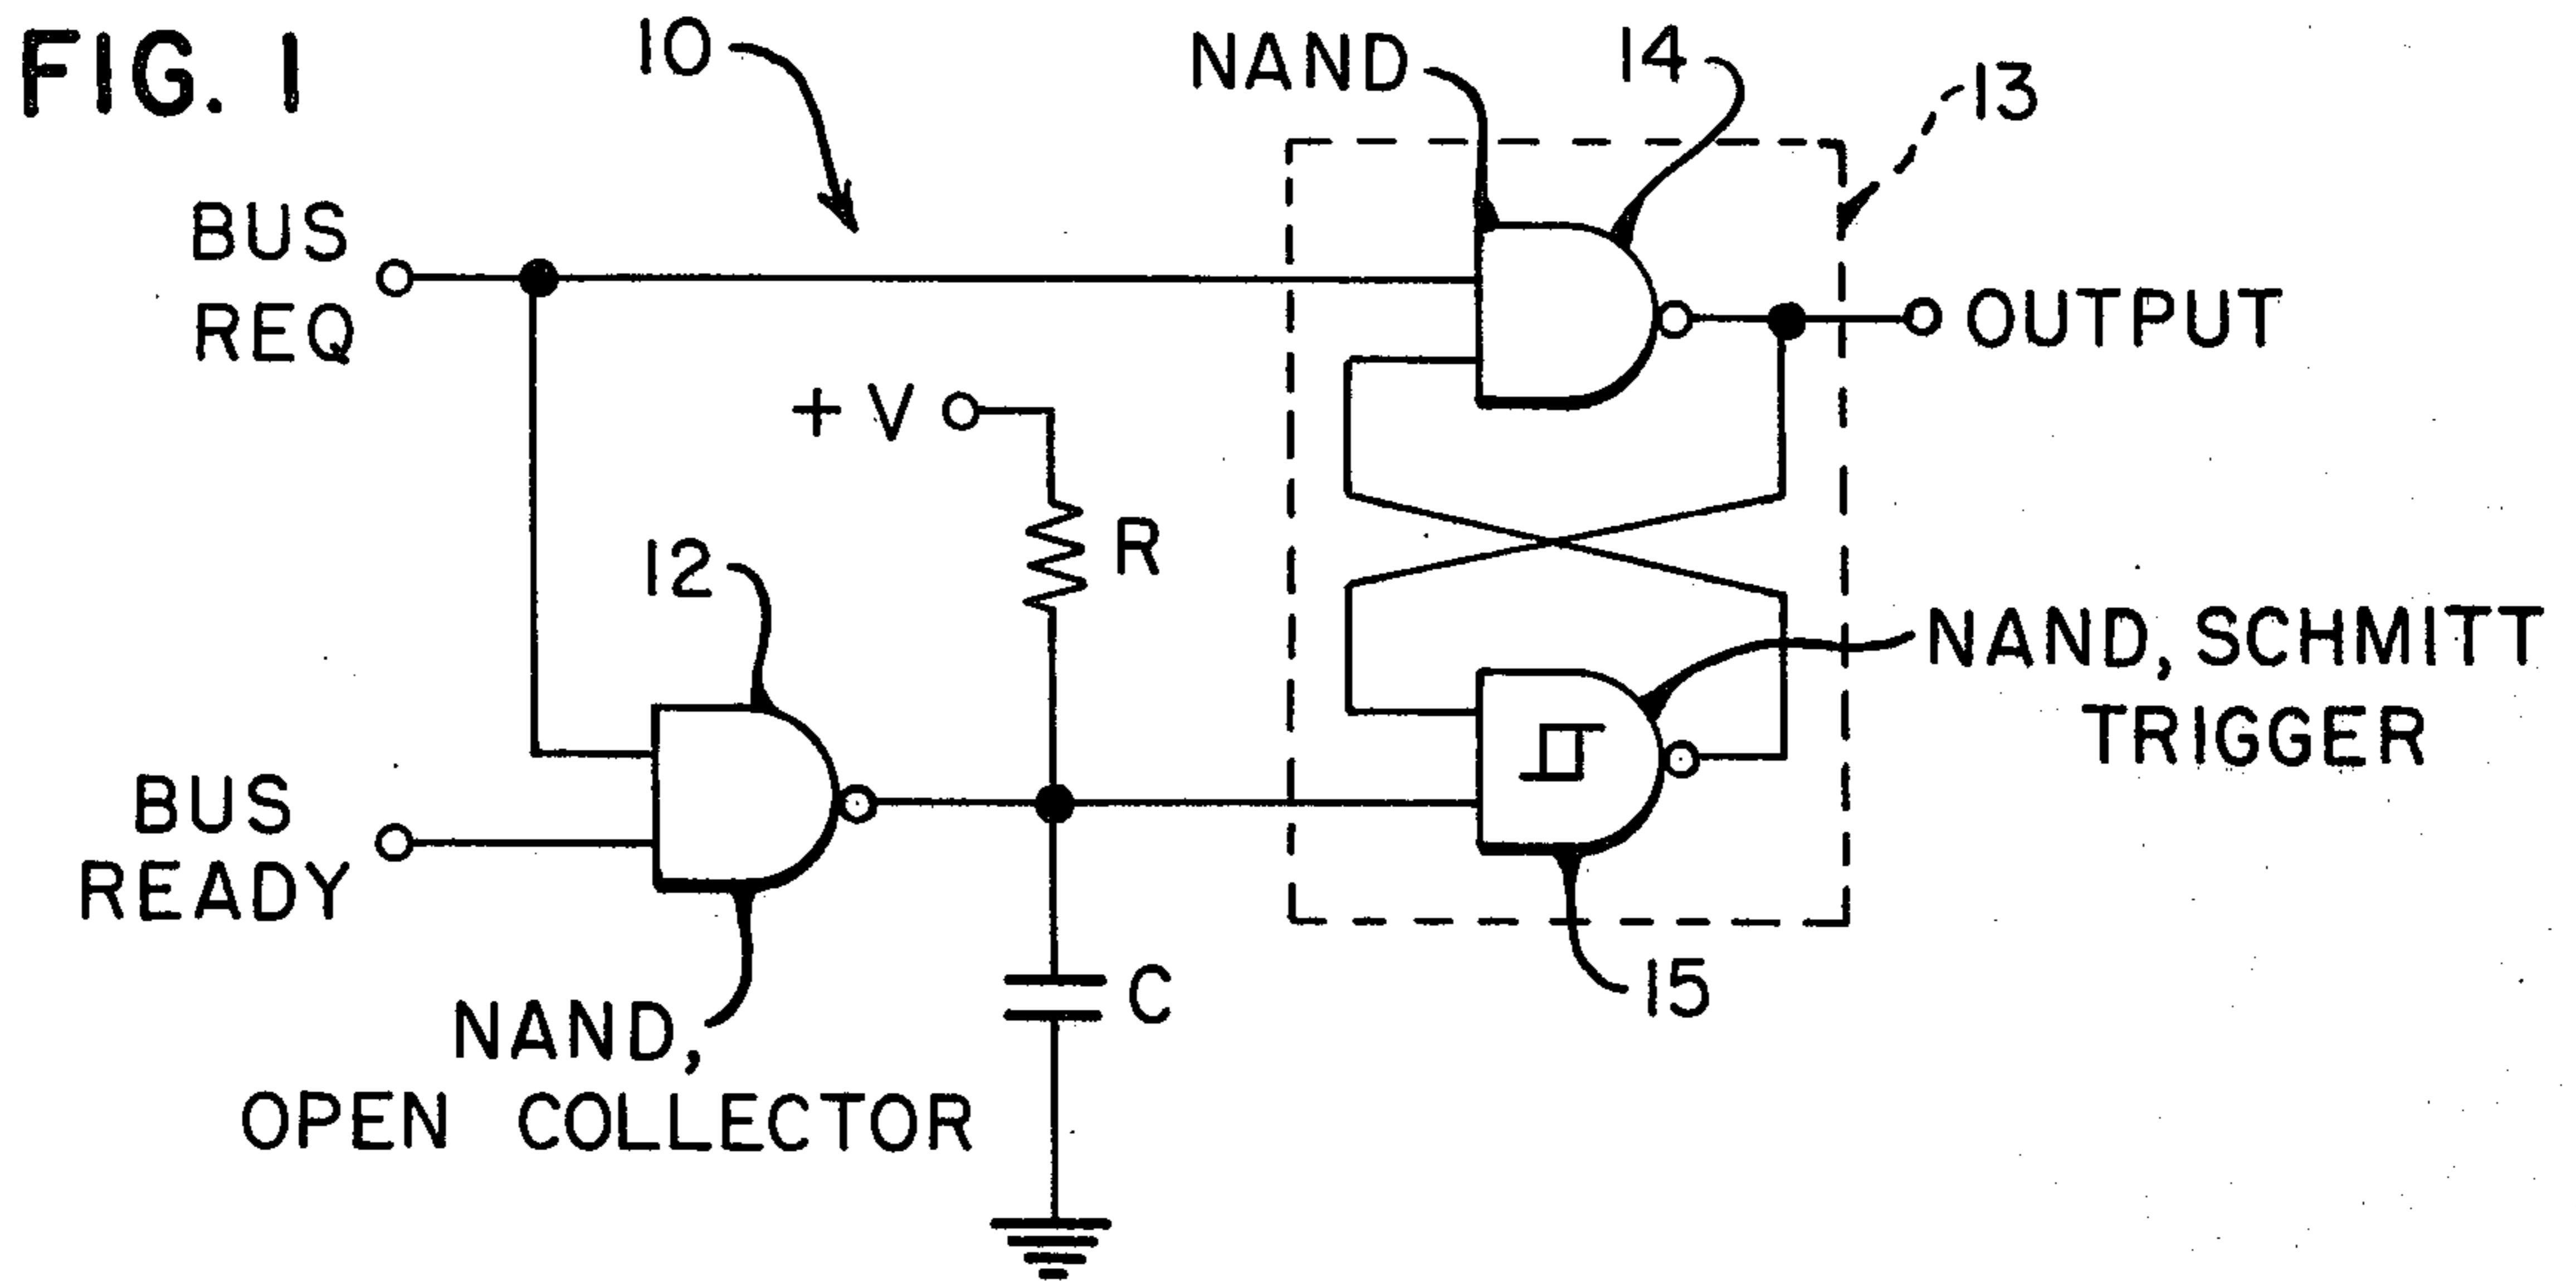 FIG. 1
10
NAND
14
13
BUS
REQ
OUTPUT
+ V
R
12
NAND, SCHMITT
TRIGGER
BUS
READY
C
15
NAND,
OPEN COLLECTOR